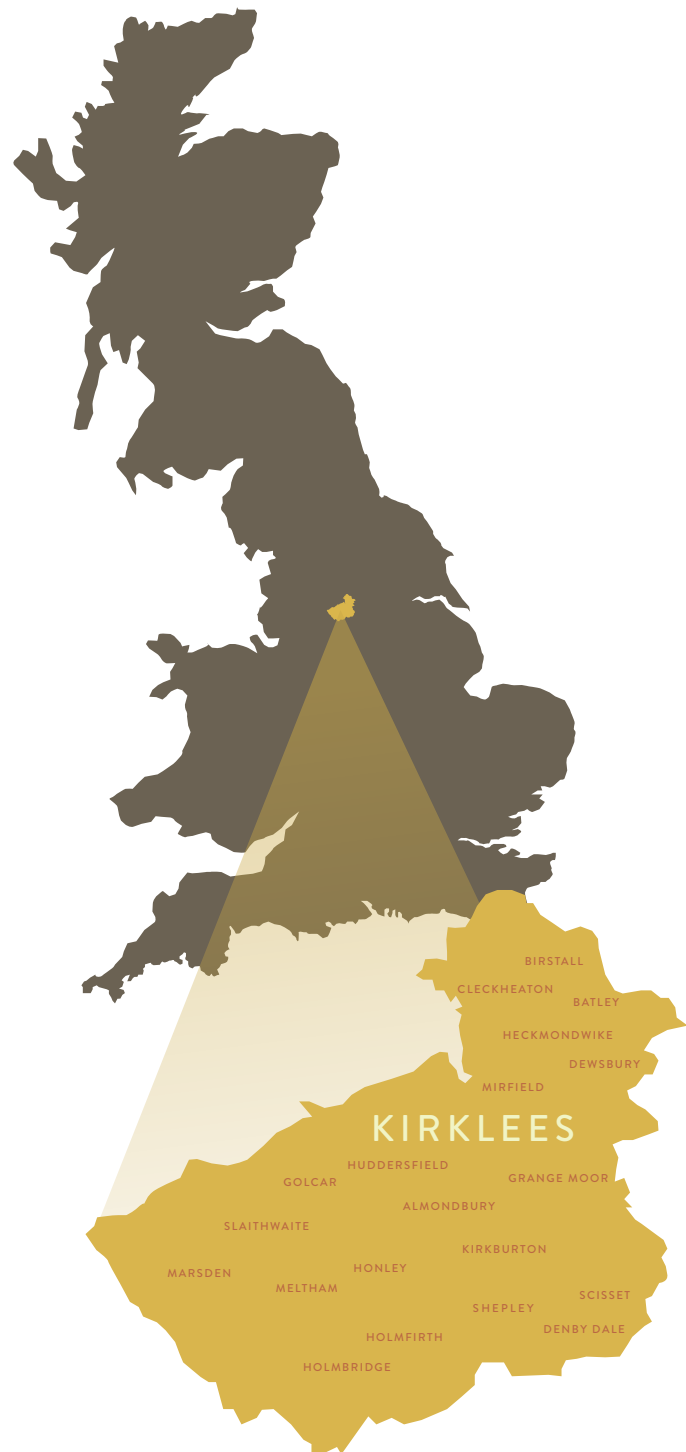 BIRSTALL
CLECKHEATON
BATLEY
HECKMONDWIKE
DEWSBURY
MIRFIELD
KIRKLEES
HUDDERSFIELD
GRANGE MOOR
GOLCAR
ALMONDBURY
SLAITHWAITE
KIRKBURTON
HONLEY
MARSDEN
MELTHAM
SCISSET
SHEPLEY
DENBY DALE
HOLMFIRTH
HOLMBRIDGE